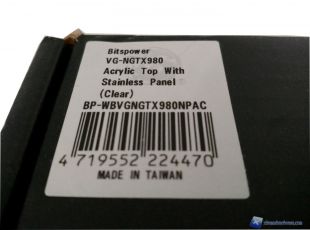 Bitspower
VG-NGTX980
Acrylic Top With
Stainless Panel
(Clear)
BP-WBVGNGTX980NPAC
4 719552 224470
MADE IN TAIWAN